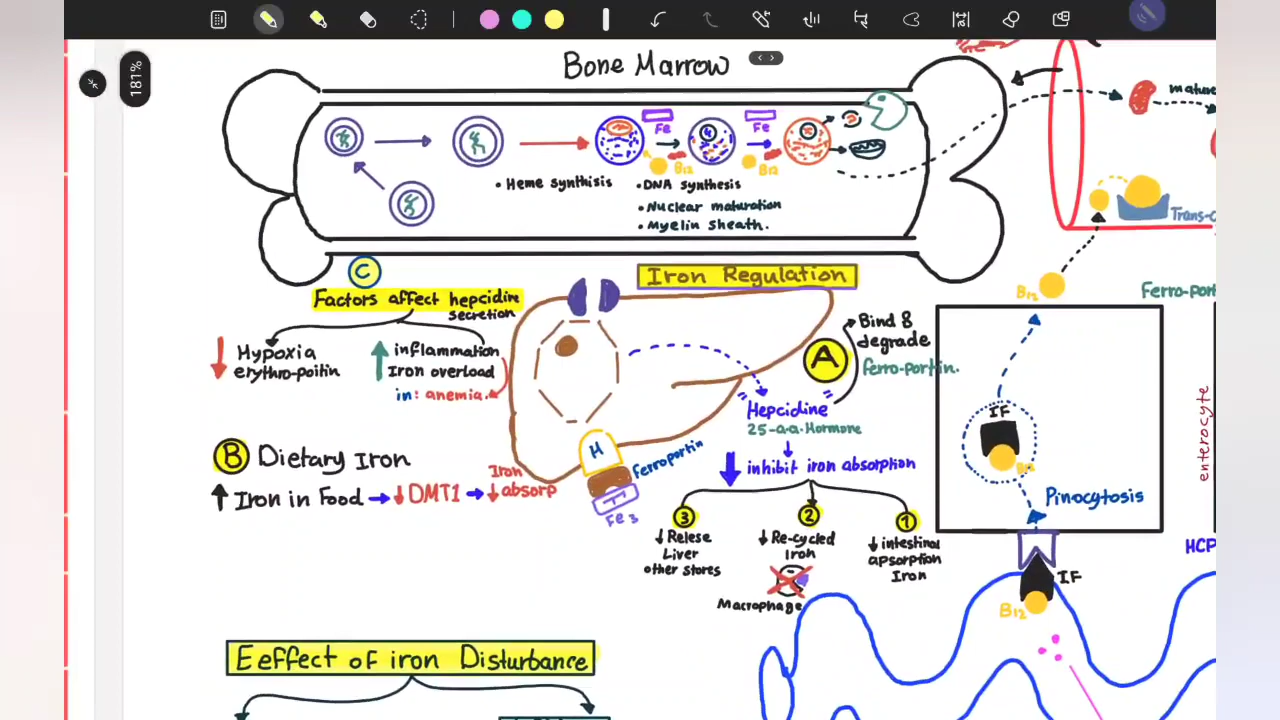 181%
Bone Marrow
Fe
Fe
B12
B12
• Heme synthisis
• DNA synthesis
• Nuclear maturation
• Myelin sheath.
mature
Trans-c
B12
Ferro-port
C
Factors affect hepcidine
secretion
Hypoxia
erythro-poitin
inflammation
Iron overload
in: anemia.
Iron Regulation
A
Bind &
degrade
ferro-portin.
"Hepcidine"
25-a.a.Hormone
inhibit iron absorption
3
Relese
Liver
other stores
2
Re-cycled
Iron
Macrophage
1
intestinal
apsorption
Iron
B
Dietary Iron
Iron in Food → DMT1 → Iron
absorp
H
ferroportin
Fe3
IF
B12
Pinocytosis
enterocyte
HCP
IF
B12
Eeffect of iron Disturbance